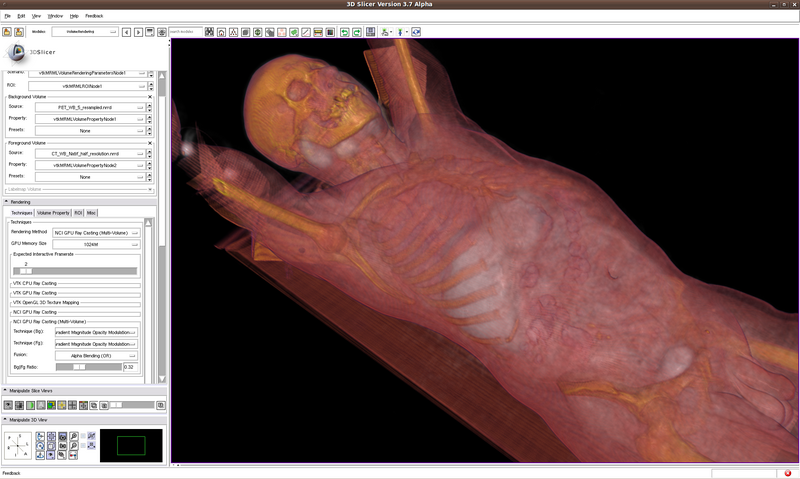 3D Slicer Version 3.7 Alpha
File Edit View Window Help Feedback
Modules: VolumeRendering
3DSlicer
Scenario: vtkMRMLVolumeRenderingParametersNode1
ROI: vtkMRMLROINode1
Background Volume
Source: PET_WB_S_resampled.nrrd
Property: vtkMRMLVolumePropertyNode1
Presets: None
Foreground Volume
Source: CT_WB_NaBF_half_resolution.nrrd
Property: vtkMRMLVolumePropertyNode2
Presets: None
Labelmap Volume
Rendering
Techniques Volume Property ROI Misc
Techniques
Rendering Method NCI GPU Ray Casting (Multi-Volume)
GPU Memory Size 1024M
Expected Interactive Framerate
2
VTK CPU Ray Casting
VTK GPU Ray Casting
VTK OpenGL 3D Texture Mapping
NCI GPU Ray Casting
NCI GPU Ray Casting (Multi-Volume)
Technique (Bg): radient Magnitude Opacity Modulation
Technique (Fg): radient Magnitude Opacity Modulation
Fusion: Alpha Blending (OR)
Bg/Fg Ratio: 0.32
Manipulate Slice Views
Manipulate 3D View
Feedback